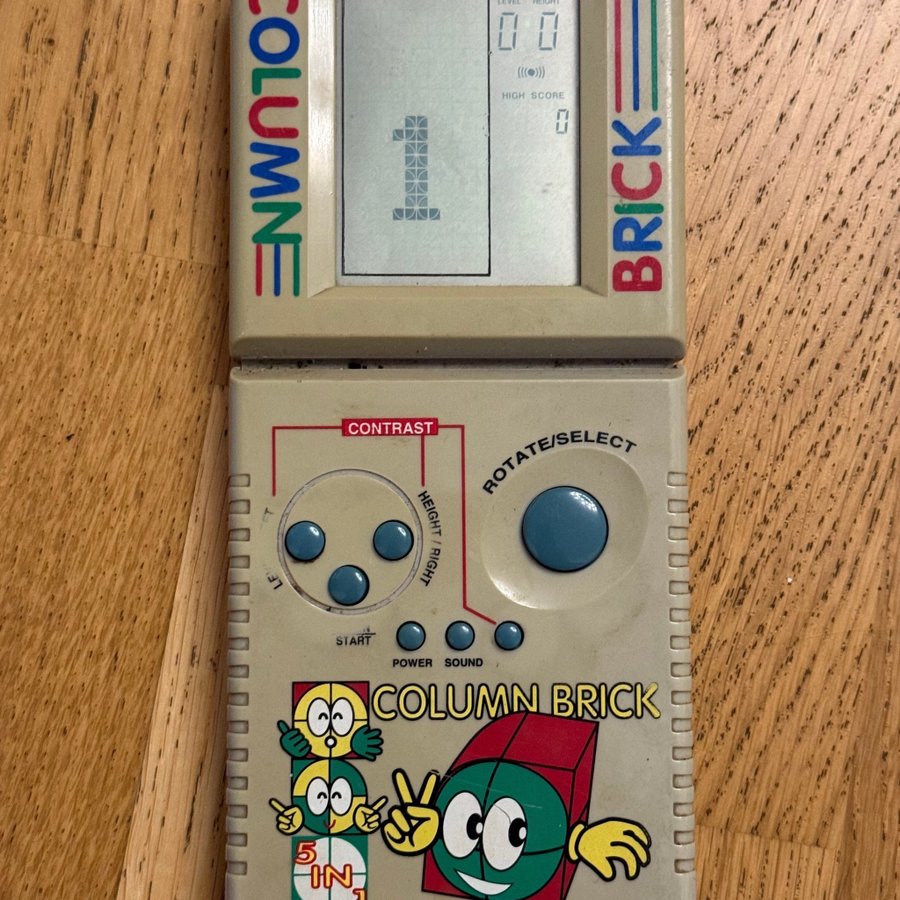 COLUMN
LEVEL HEIGHT
00
HIGH SCORE
0
1
BRICK
CONTRAST
ROTATE/SELECT
HEIGHT / RIGHT
START
POWER SOUND
COLUMN BRICK
5
IN
1